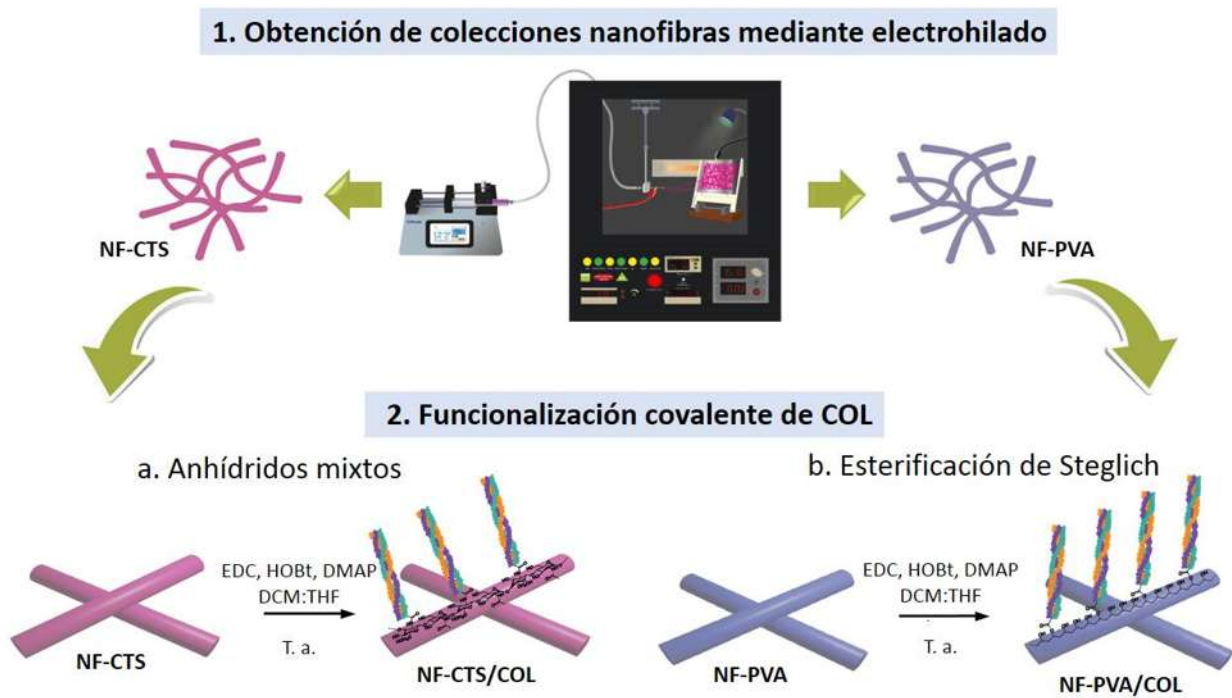 1. Obtención de colecciones nanofibras mediante electrohilado
NF-CTS
NF-PVA
2. Funcionalización covalente de COL
a. Anhídridos mixtos
b. Esterificación de Steglich
EDC, HOBt, DMAP
DCM:THF
T. a.
NF-CTS
NF-CTS/COL
EDC, HOBt, DMAP
DCM:THF
T. a.
NF-PVA
NF-PVA/COL